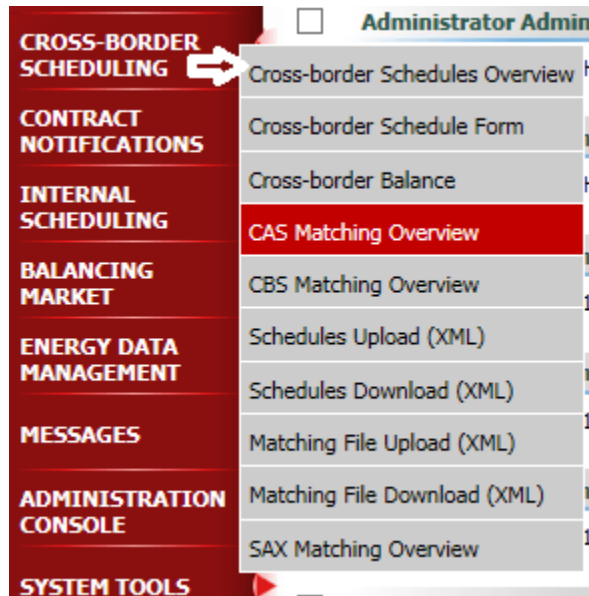 Administrator Admin
CROSS-BORDER
SCHEDULING
CONTRACT
NOTIFICATIONS
INTERNAL
SCHEDULING
BALANCING
MARKET
ENERGY DATA
MANAGEMENT
MESSAGES
ADMINISTRATION
CONSOLE
SYSTEM TOOLS
Cross-border Schedules Overview
Cross-border Schedule Form
Cross-border Balance
CAS Matching Overview
CBS Matching Overview
Schedules Upload (XML)
Schedules Download (XML)
Matching File Upload (XML)
Matching File Download (XML)
SAX Matching Overview